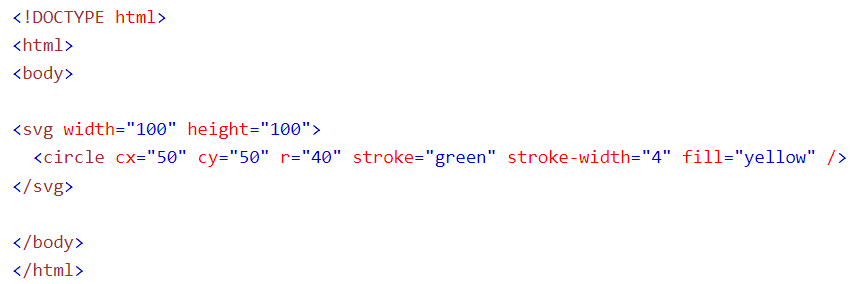 <!DOCTYPE html>
<html>
<body>
<svg width="100" height="100">
<circle cx="50" cy="50" r="40" stroke="green" stroke-width="4" fill="yellow" />
</svg>
</body>
</html>